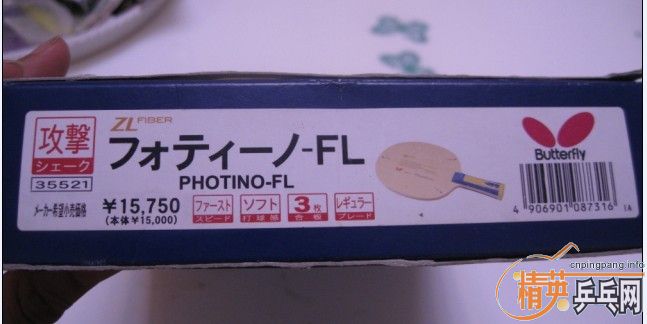 攻撃
シェーク
35521
メーカー希望小売価格
ZL FIBER
フォティーノ-FL
PHOTINO-FL
¥15,750
(本体¥15,000)
ファースト
スピード
ソフト
打球感
3枚
合板
レギュラー
ブレード
Butterfly
4 906901 087316
1A
cnpingpang.info
精英乒乓网